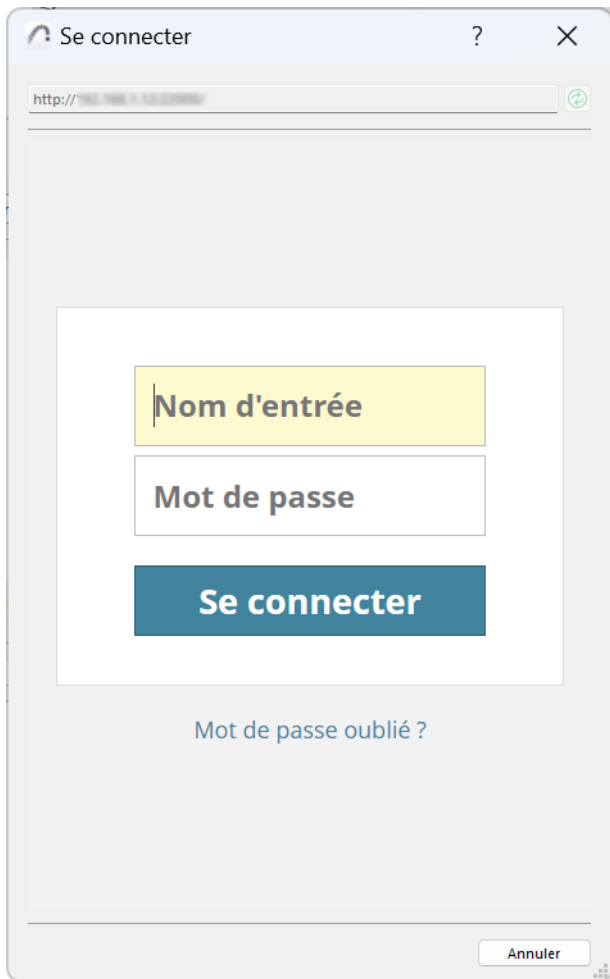 Se connecter
?
http://
Nom d'entrée
Mot de passe
Se connecter
Mot de passe oublié ?
Annuler